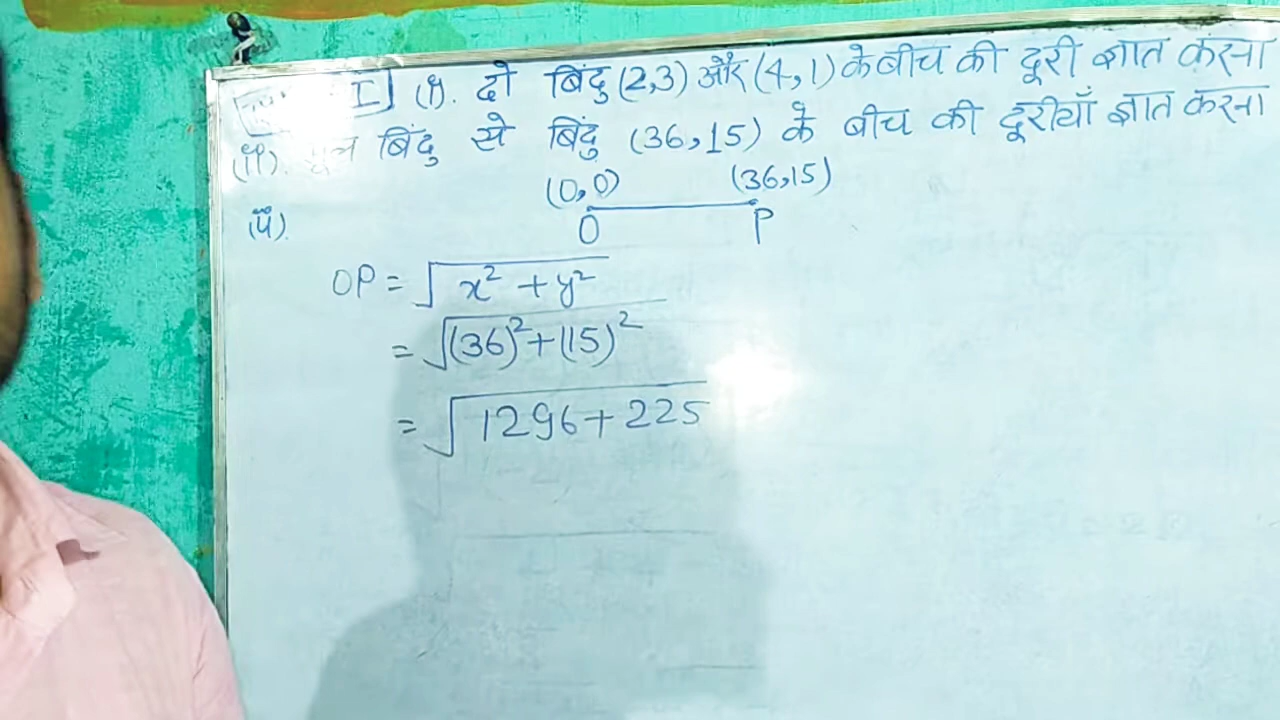 I] (i). दो बिंदु (2,3) और (4,1) के बीच की दूरी ज्ञात करना
(ii). मूल बिंदु से बिंदु (36,15) के बीच की दूरीयाँ ज्ञात करना
(0,0) (36,15)
(ii). O P
OP = √x² + y²
= √(36)² + (15)²
= √1296 + 225